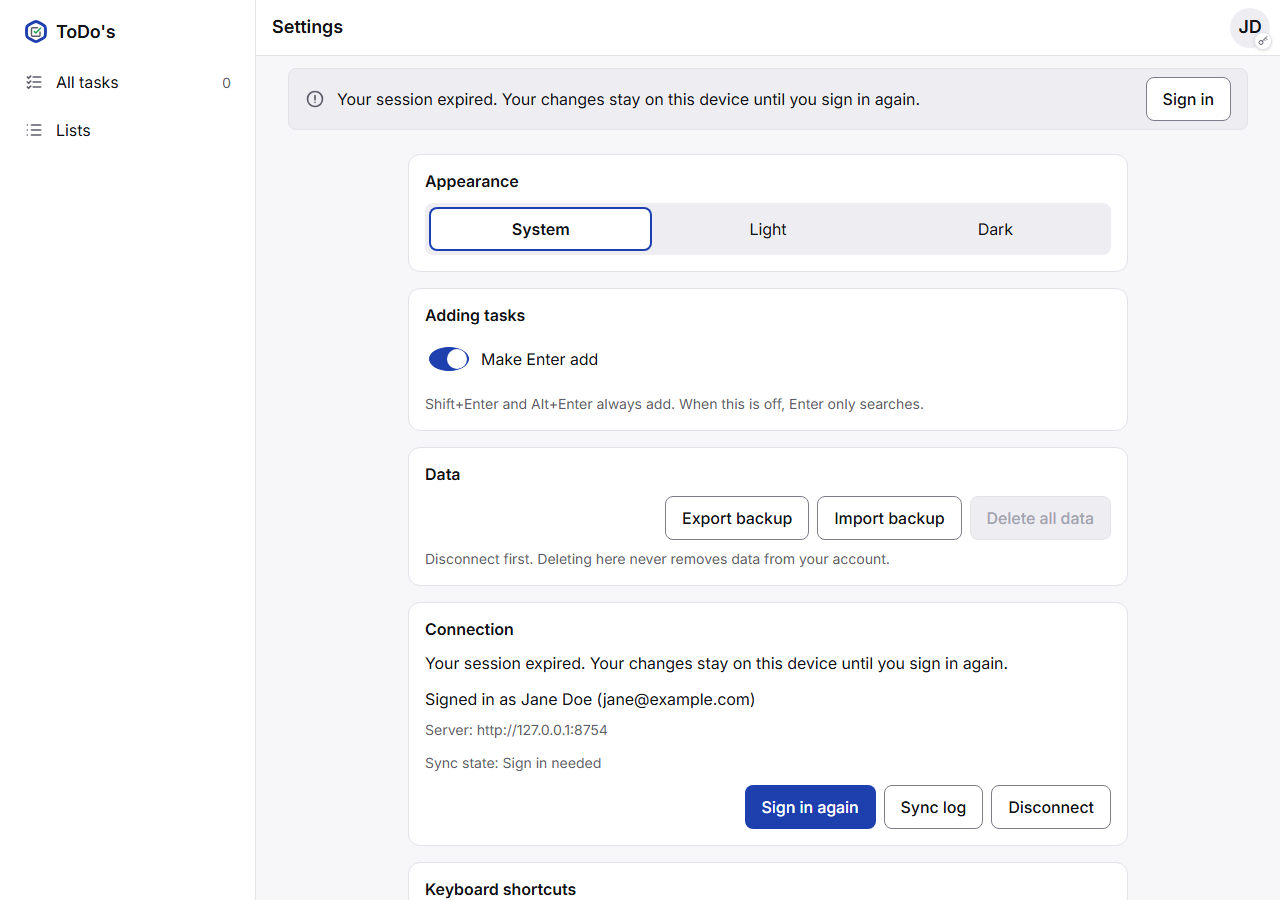 ToDo's
All tasks 0
Lists
Settings
JD
Your session expired. Your changes stay on this device until you sign in again.
Sign in
Appearance
System Light Dark
Adding tasks
Make Enter add
Shift+Enter and Alt+Enter always add. When this is off, Enter only searches.
Data
Export backup Import backup Delete all data
Disconnect first. Deleting here never removes data from your account.
Connection
Your session expired. Your changes stay on this device until you sign in again.
Signed in as Jane Doe (jane@example.com)
Server: http://127.0.0.1:8754
Sync state: Sign in needed
Sign in again Sync log Disconnect
Keyboard shortcuts